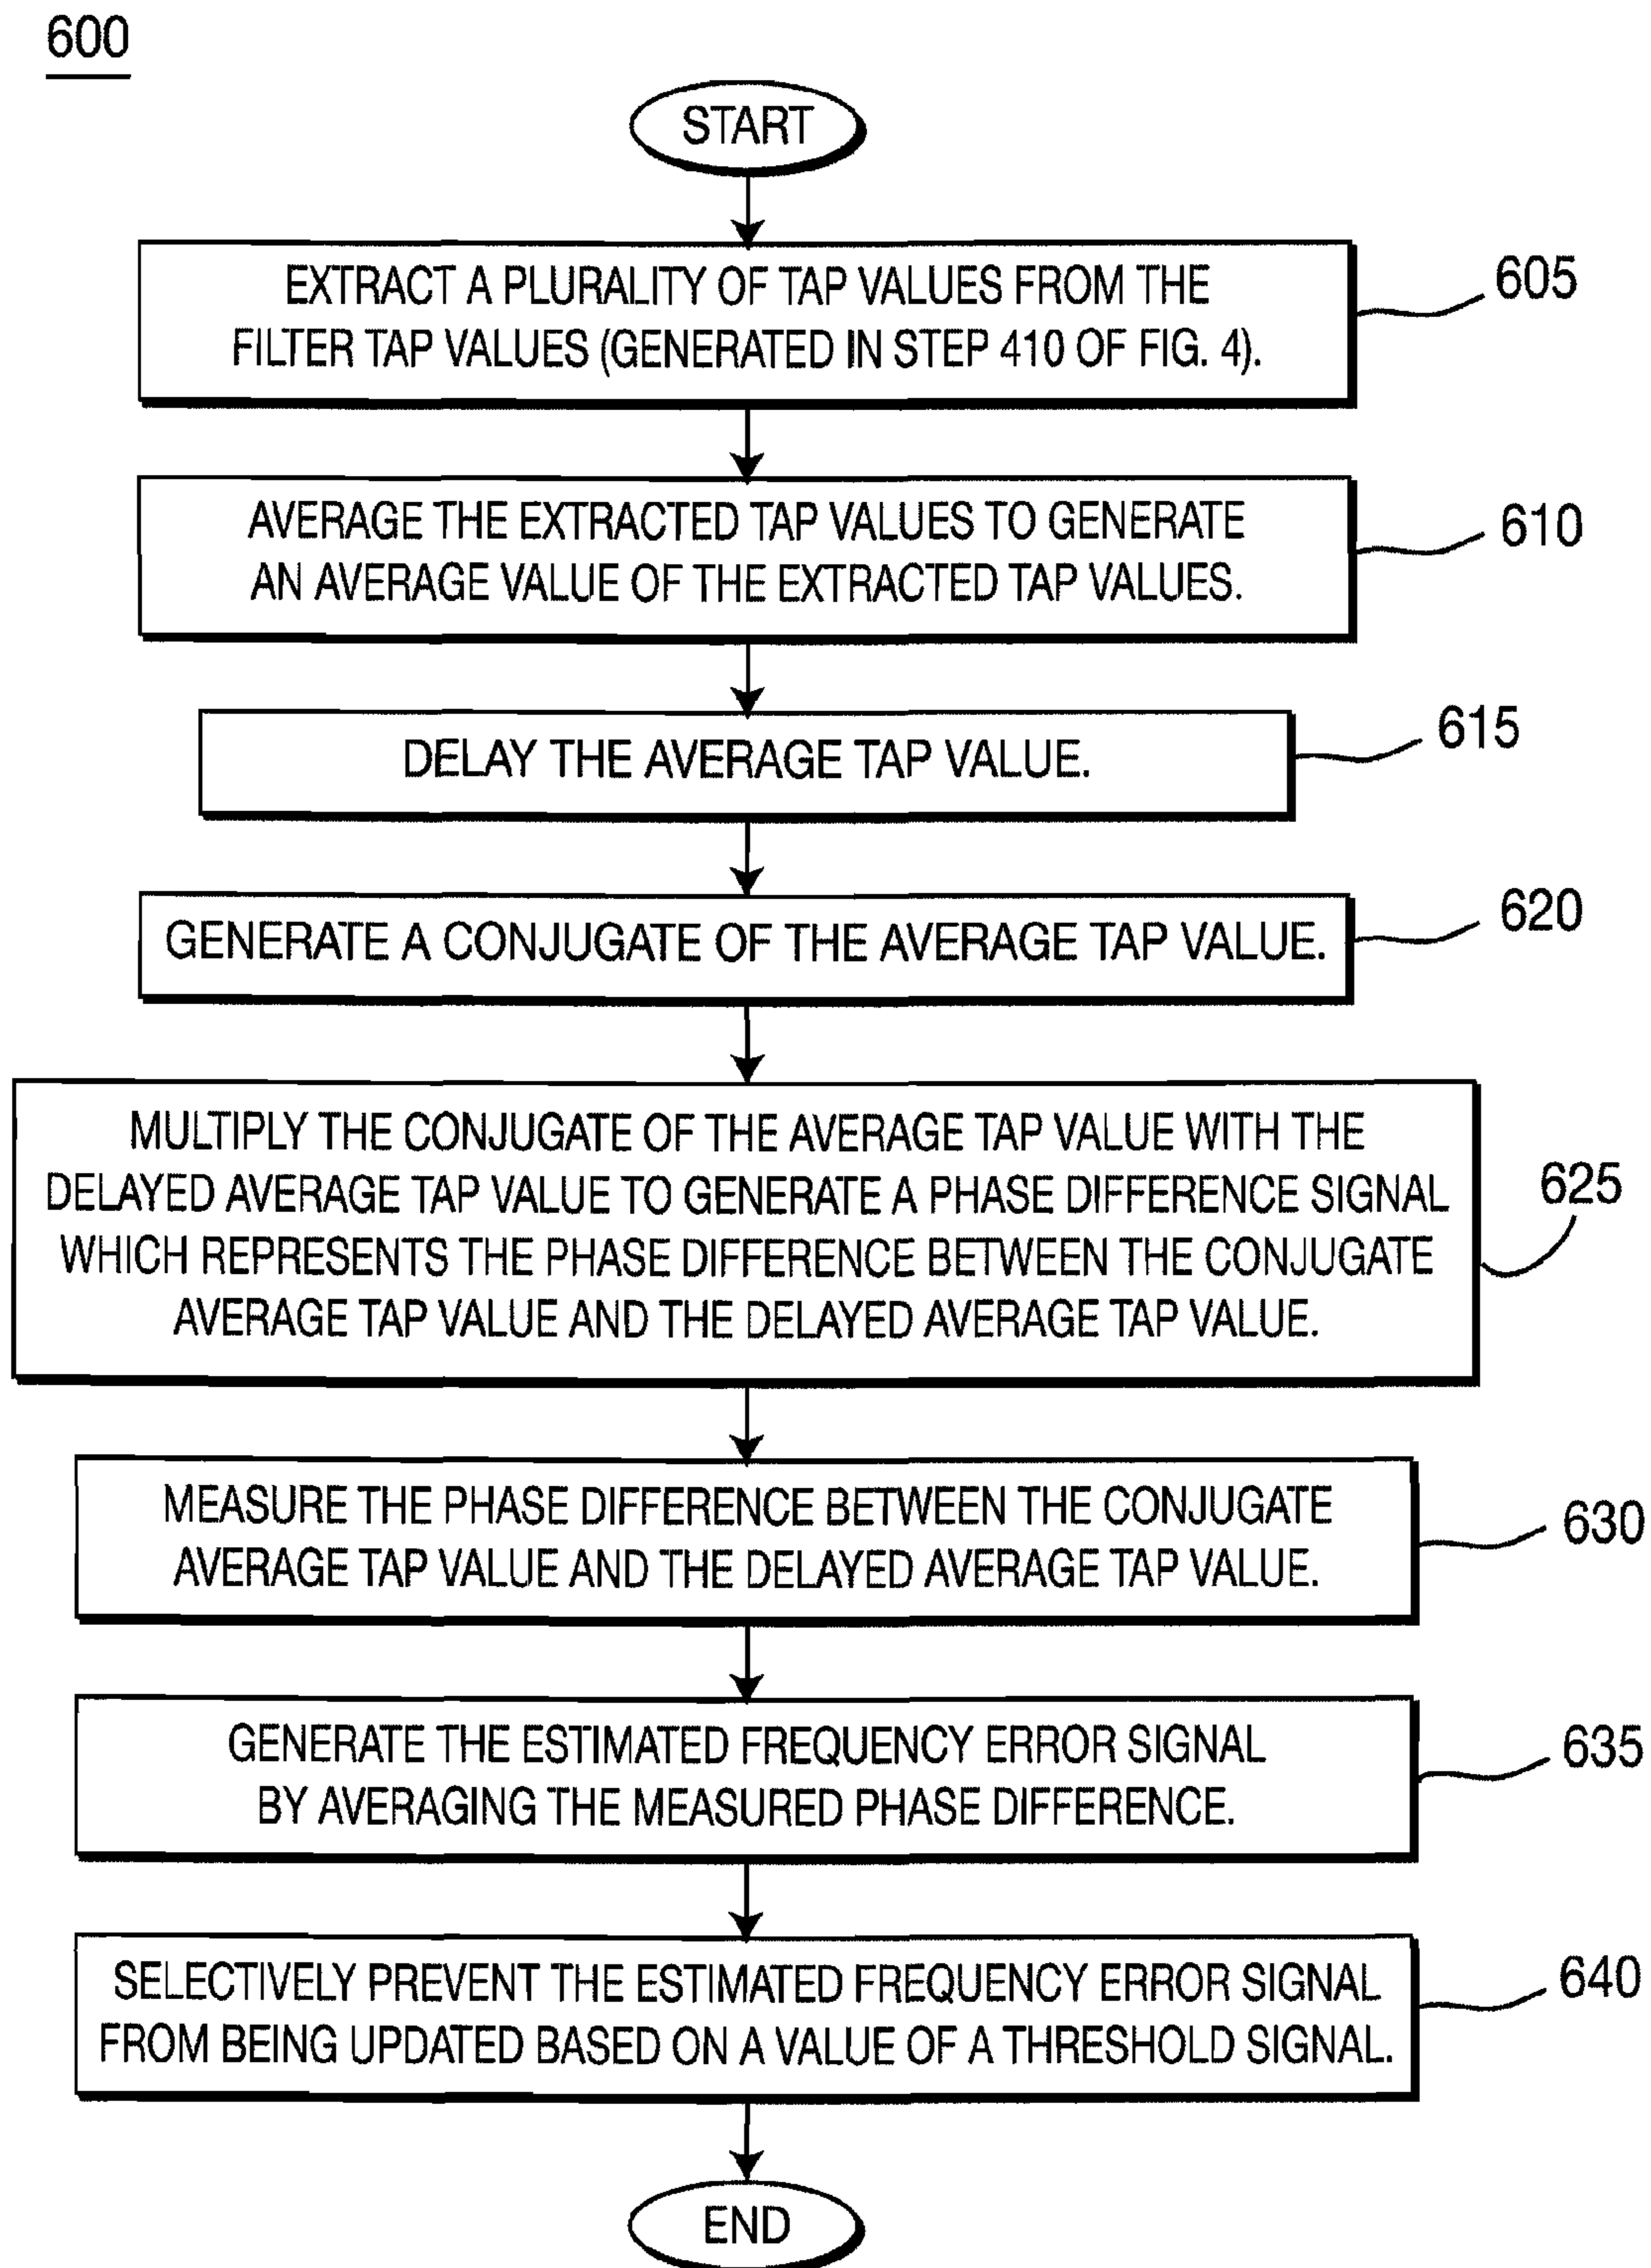 600
START
EXTRACT A PLURALITY OF TAP VALUES FROM THE
FILTER TAP VALUES (GENERATED IN STEP 410 OF FIG. 4).
605
AVERAGE THE EXTRACTED TAP VALUES TO GENERATE
AN AVERAGE VALUE OF THE EXTRACTED TAP VALUES.
610
DELAY THE AVERAGE TAP VALUE.
615
GENERATE A CONJUGATE OF THE AVERAGE TAP VALUE.
620
MULTIPLY THE CONJUGATE OF THE AVERAGE TAP VALUE WITH THE
DELAYED AVERAGE TAP VALUE TO GENERATE A PHASE DIFFERENCE SIGNAL
WHICH REPRESENTS THE PHASE DIFFERENCE BETWEEN THE CONJUGATE
AVERAGE TAP VALUE AND THE DELAYED AVERAGE TAP VALUE.
625
MEASURE THE PHASE DIFFERENCE BETWEEN THE CONJUGATE
AVERAGE TAP VALUE AND THE DELAYED AVERAGE TAP VALUE.
630
GENERATE THE ESTIMATED FREQUENCY ERROR SIGNAL
BY AVERAGING THE MEASURED PHASE DIFFERENCE.
635
SELECTIVELY PREVENT THE ESTIMATED FREQUENCY ERROR SIGNAL
FROM BEING UPDATED BASED ON A VALUE OF A THRESHOLD SIGNAL.
640
END